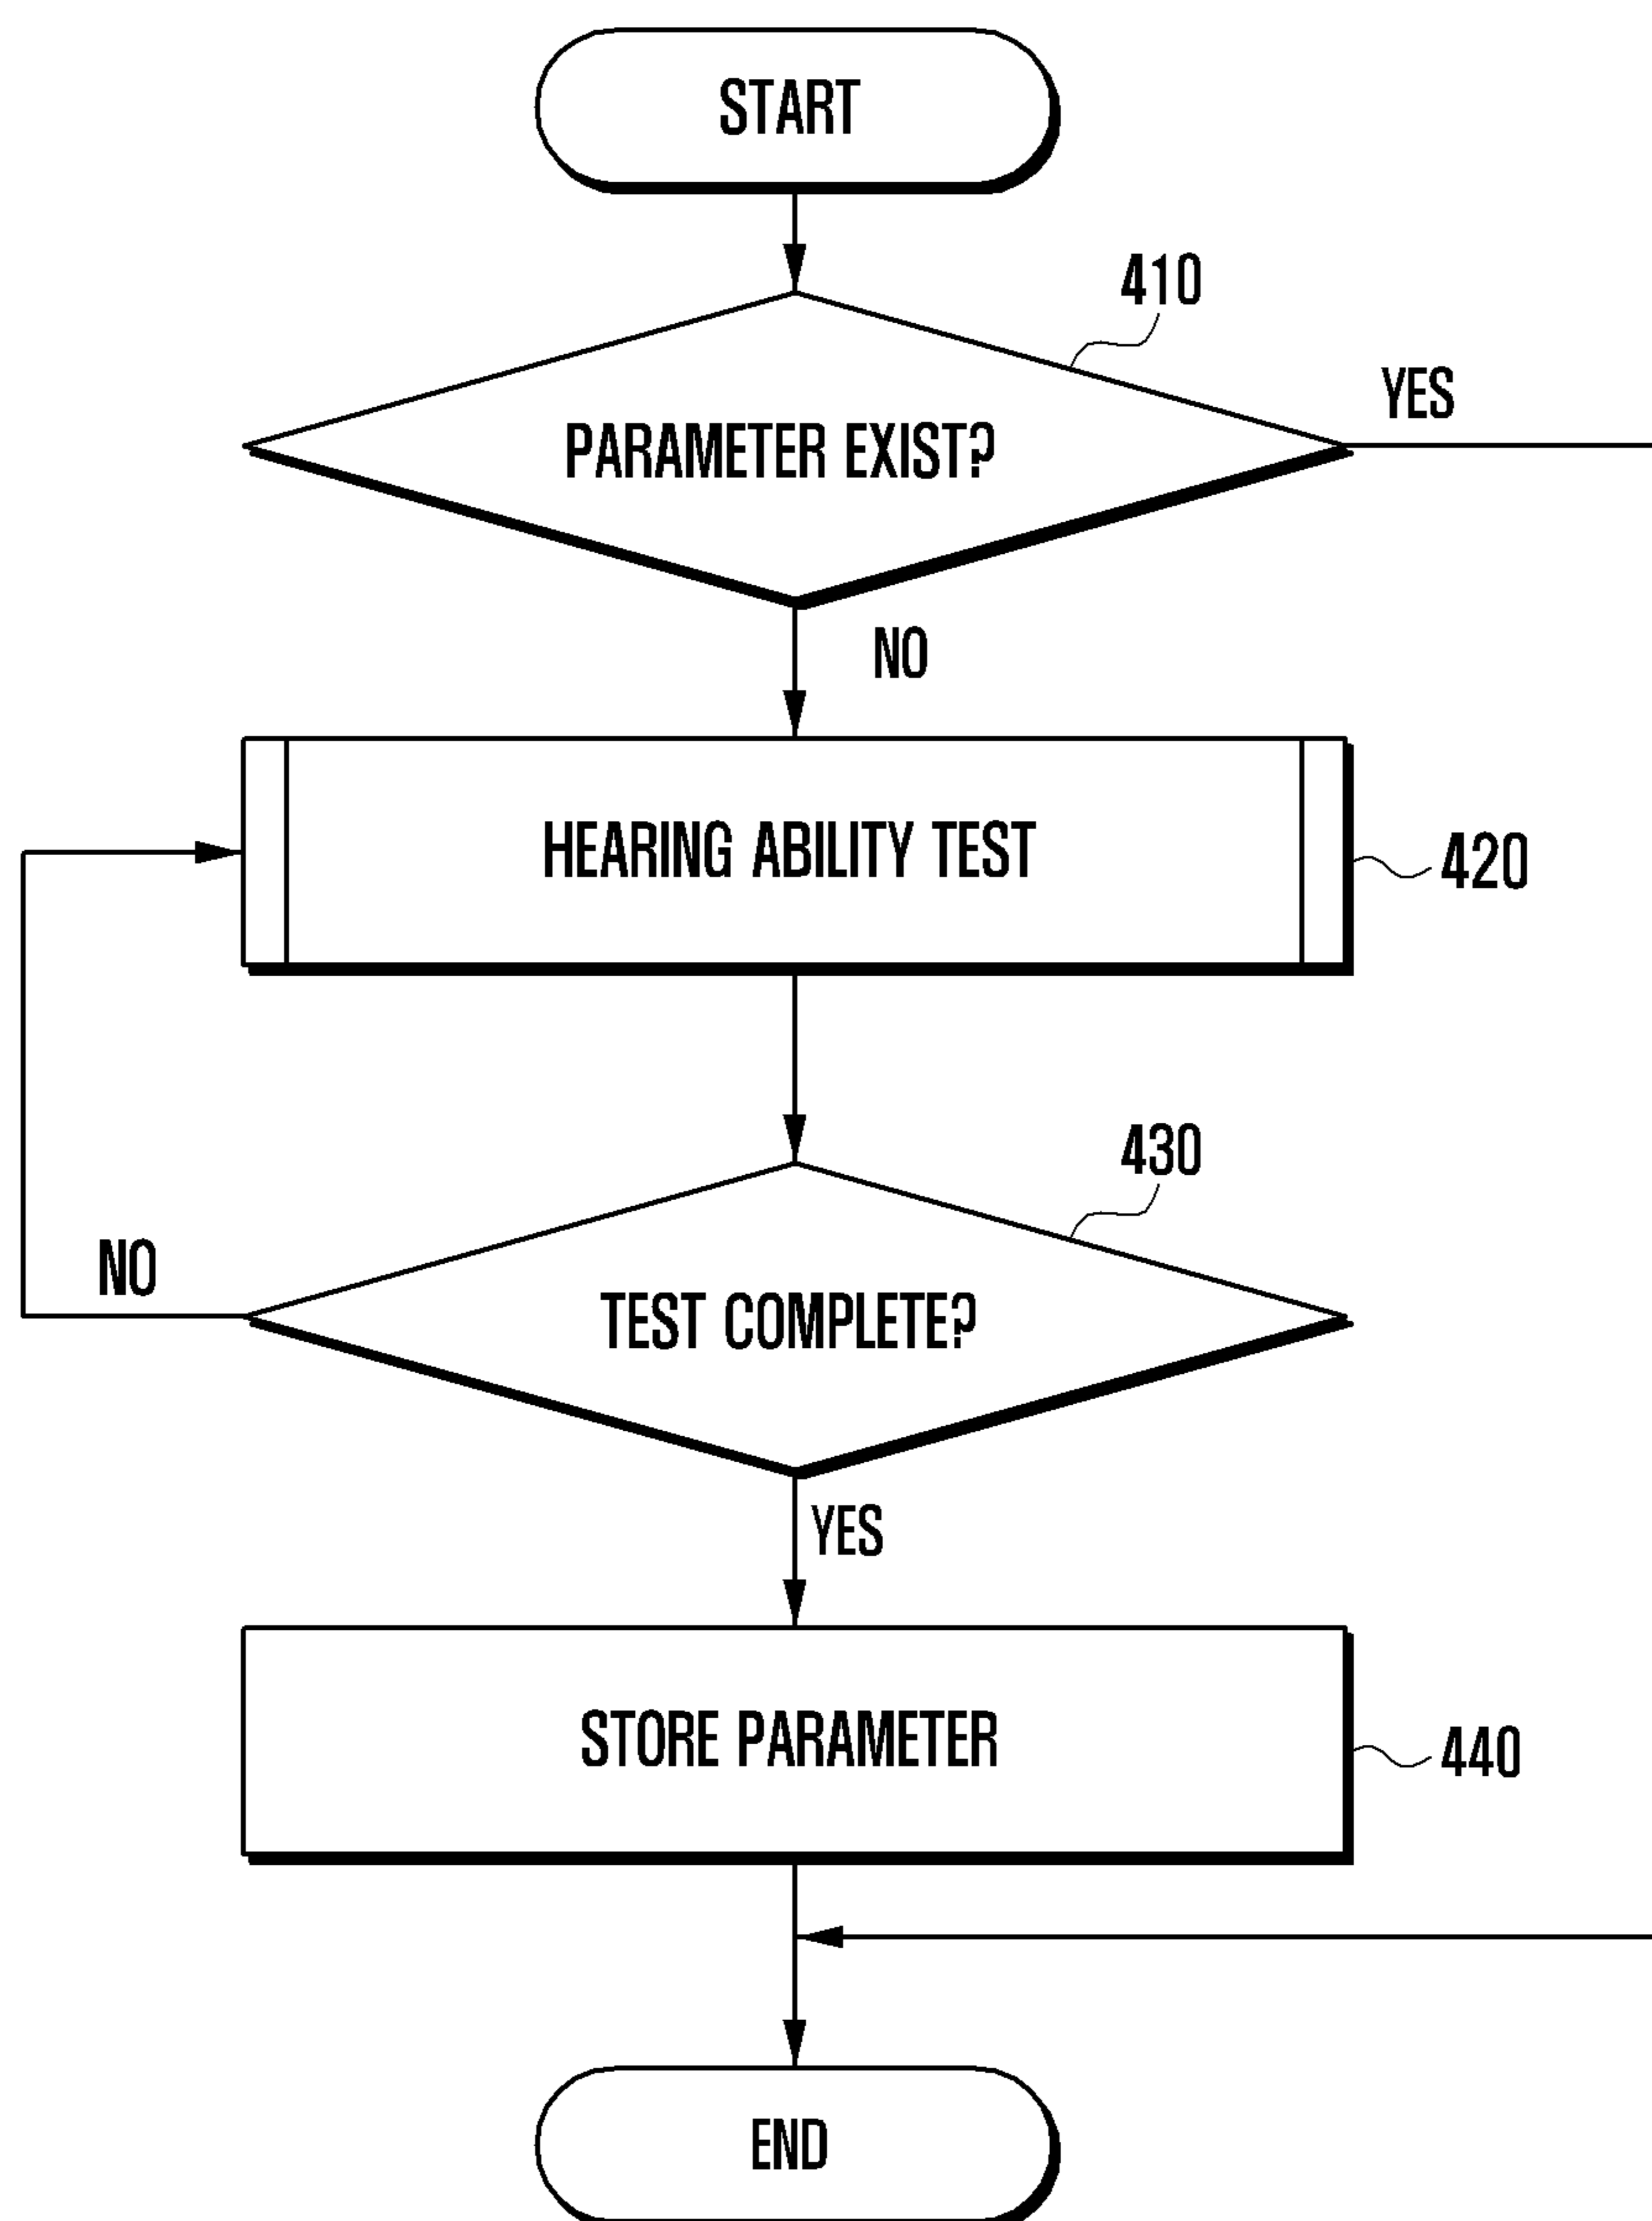 START
410
YES
PARAMETER EXIST?
NO
HEARING ABILITY TEST
420
430
NO
TEST COMPLETE?
YES
STORE PARAMETER
440
END